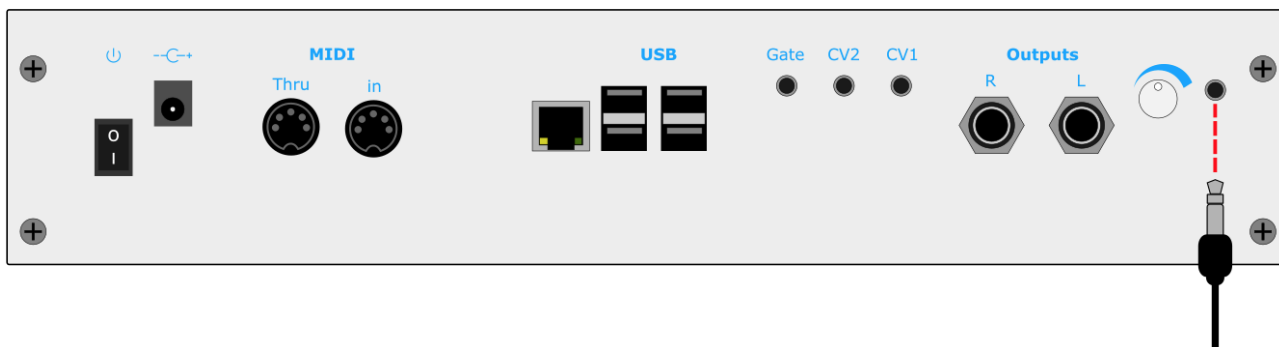 MIDI
Thru
in
USB
Gate
CV2
CV1
Outputs
R
L
O
I